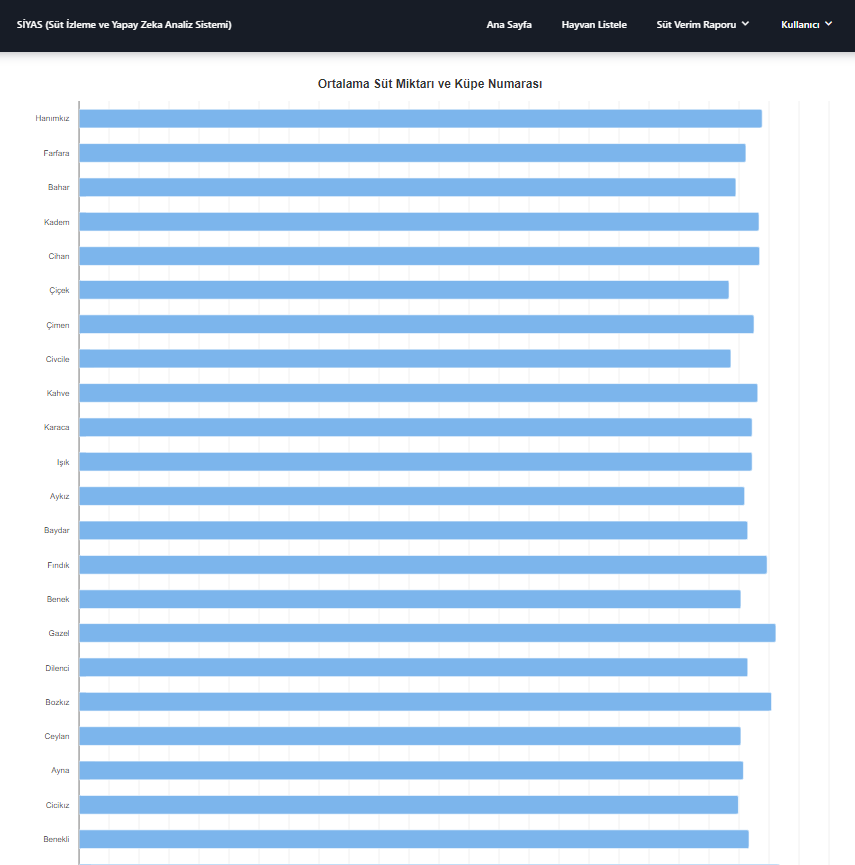 SİYAS (Süt İzleme ve Yapay Zeka Analiz Sistemi) Ana Sayfa Hayvan Listele Süt Verim Raporu Kullanıcı
Ortalama Süt Miktarı ve Küpe Numarası
Hanımkız
Farfara
Bahar
Kadem
Cihan
Çiçek
Çimen
Civcile
Kahve
Karaca
Işık
Aykız
Baydar
Fındık
Benek
Gazel
Dilenci
Bozkız
Ceylan
Ayna
Cicikız
Benekli